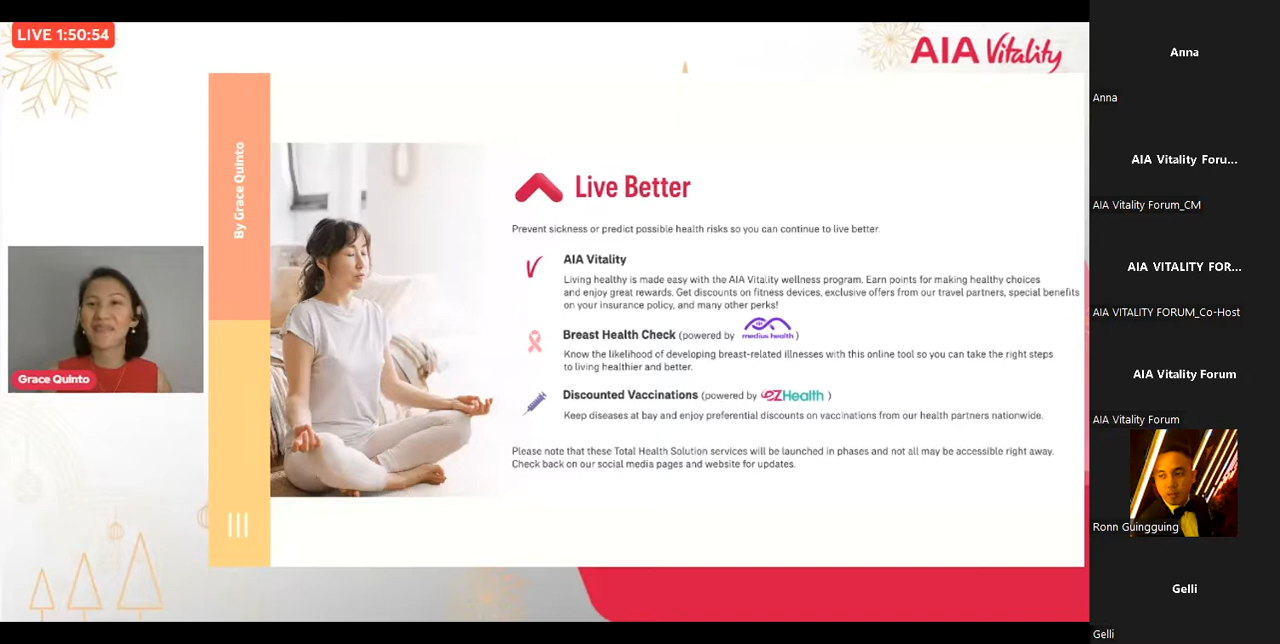 LIVE 1:50:54
AIA Vitality
By Grace Quinto
Live Better
Prevent sickness or predict possible health risks so you can continue to live better.
AIA Vitality
Living healthy is made easy with the AIA Vitality wellness program. Earn points for making healthy choices
and enjoy great rewards. Get discounts on fitness devices, exclusive offers from our travel partners, special benefits
on your insurance policy, and many other perks!
Breast Health Check (powered by medius health )
Know the likelihood of developing breast-related illnesses with this online tool so you can take the right steps
to living healthier and better.
Discounted Vaccinations (powered by eZHealth )
Keep diseases at bay and enjoy preferential discounts on vaccinations from our health partners nationwide.
Please note that these Total Health Solution services will be launched in phases and not all may be accessible right away.
Check back on our social media pages and website for updates.
Grace Quinto
Anna
Anna
AIA Vitality Foru...
AIA Vitality Forum_CM
AIA VITALITY FOR...
AIA VITALITY FORUM_Co-Host
AIA Vitality Forum
AIA Vitality Forum
Ronn Guingguing
Gelli
Gelli